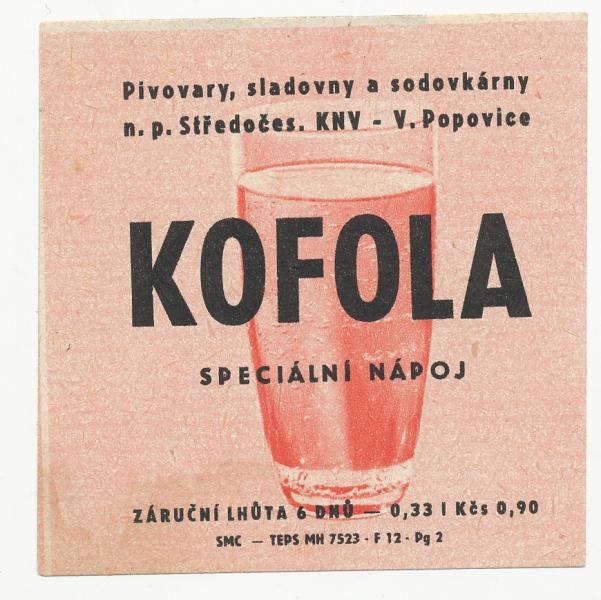 Pivovary, sladovny a sodovkárny
n. p. Středočes. KNV - V. Popovice
KOFOLA
SPECIÁLNÍ NÁPOJ
ZÁRUČNÍ LHŮTA 6 DNŮ — 0,33 l Kčs 0,90
SMC — TEPS MH 7523 - F 12 - Pg 2